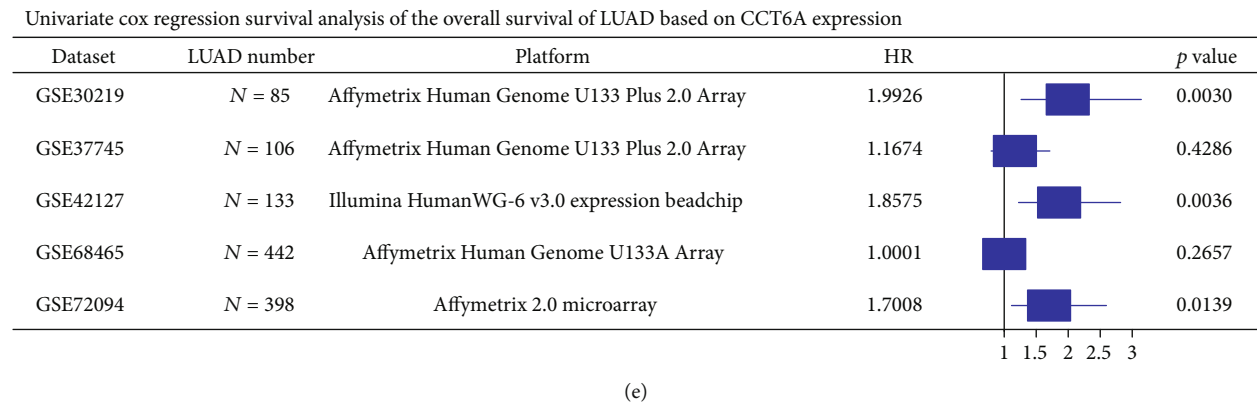 Univariate cox regression survival analysis of the overall survival of LUAD based on CCT6A expression
Dataset LUAD number Platform HR p value
GSE30219 N = 85 Affymetrix Human Genome U133 Plus 2.0 Array 1.9926 0.0030
GSE37745 N = 106 Affymetrix Human Genome U133 Plus 2.0 Array 1.1674 0.4286
GSE42127 N = 133 Illumina HumanWG-6 v3.0 expression beadchip 1.8575 0.0036
GSE68465 N = 442 Affymetrix Human Genome U133A Array 1.0001 0.2657
GSE72094 N = 398 Affymetrix 2.0 microarray 1.7008 0.0139
1 1.5 2 2.5 3
(e)